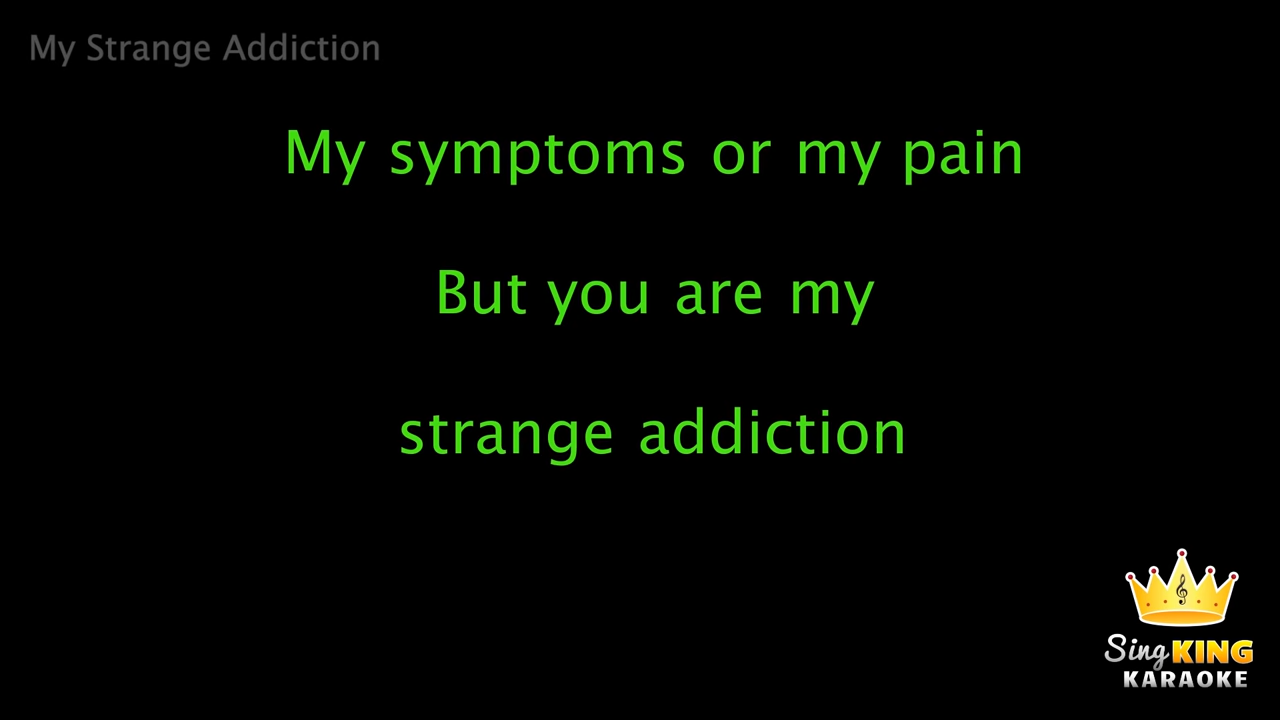 My Strange Addiction
My symptoms or my pain
But you are my
strange addiction
Sing KING
KARAOKE